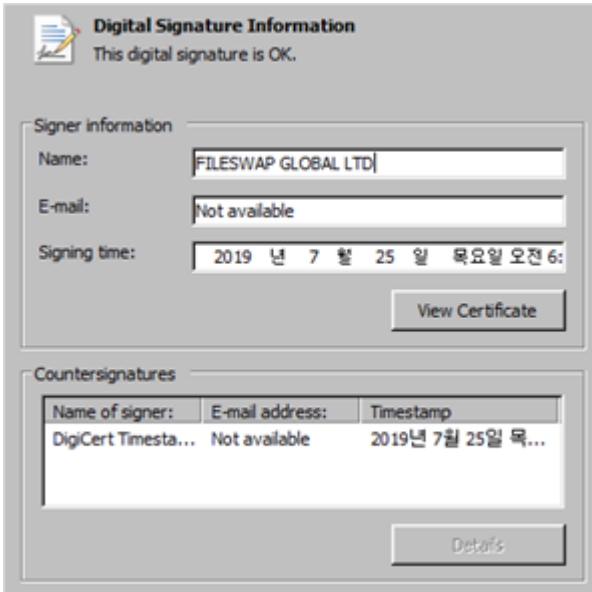 Digital Signature Information
This digital signature is OK.
Signer information
Name: FILESWAP GLOBAL LTD
E-mail: Not available
Signing time: 2019 년 7 월 25 일 목요일 오전 6:
View Certificate
Countersignatures
Name of signer: E-mail address: Timestamp
DigiCert Timesta... Not available 2019년 7월 25일 목...
Details